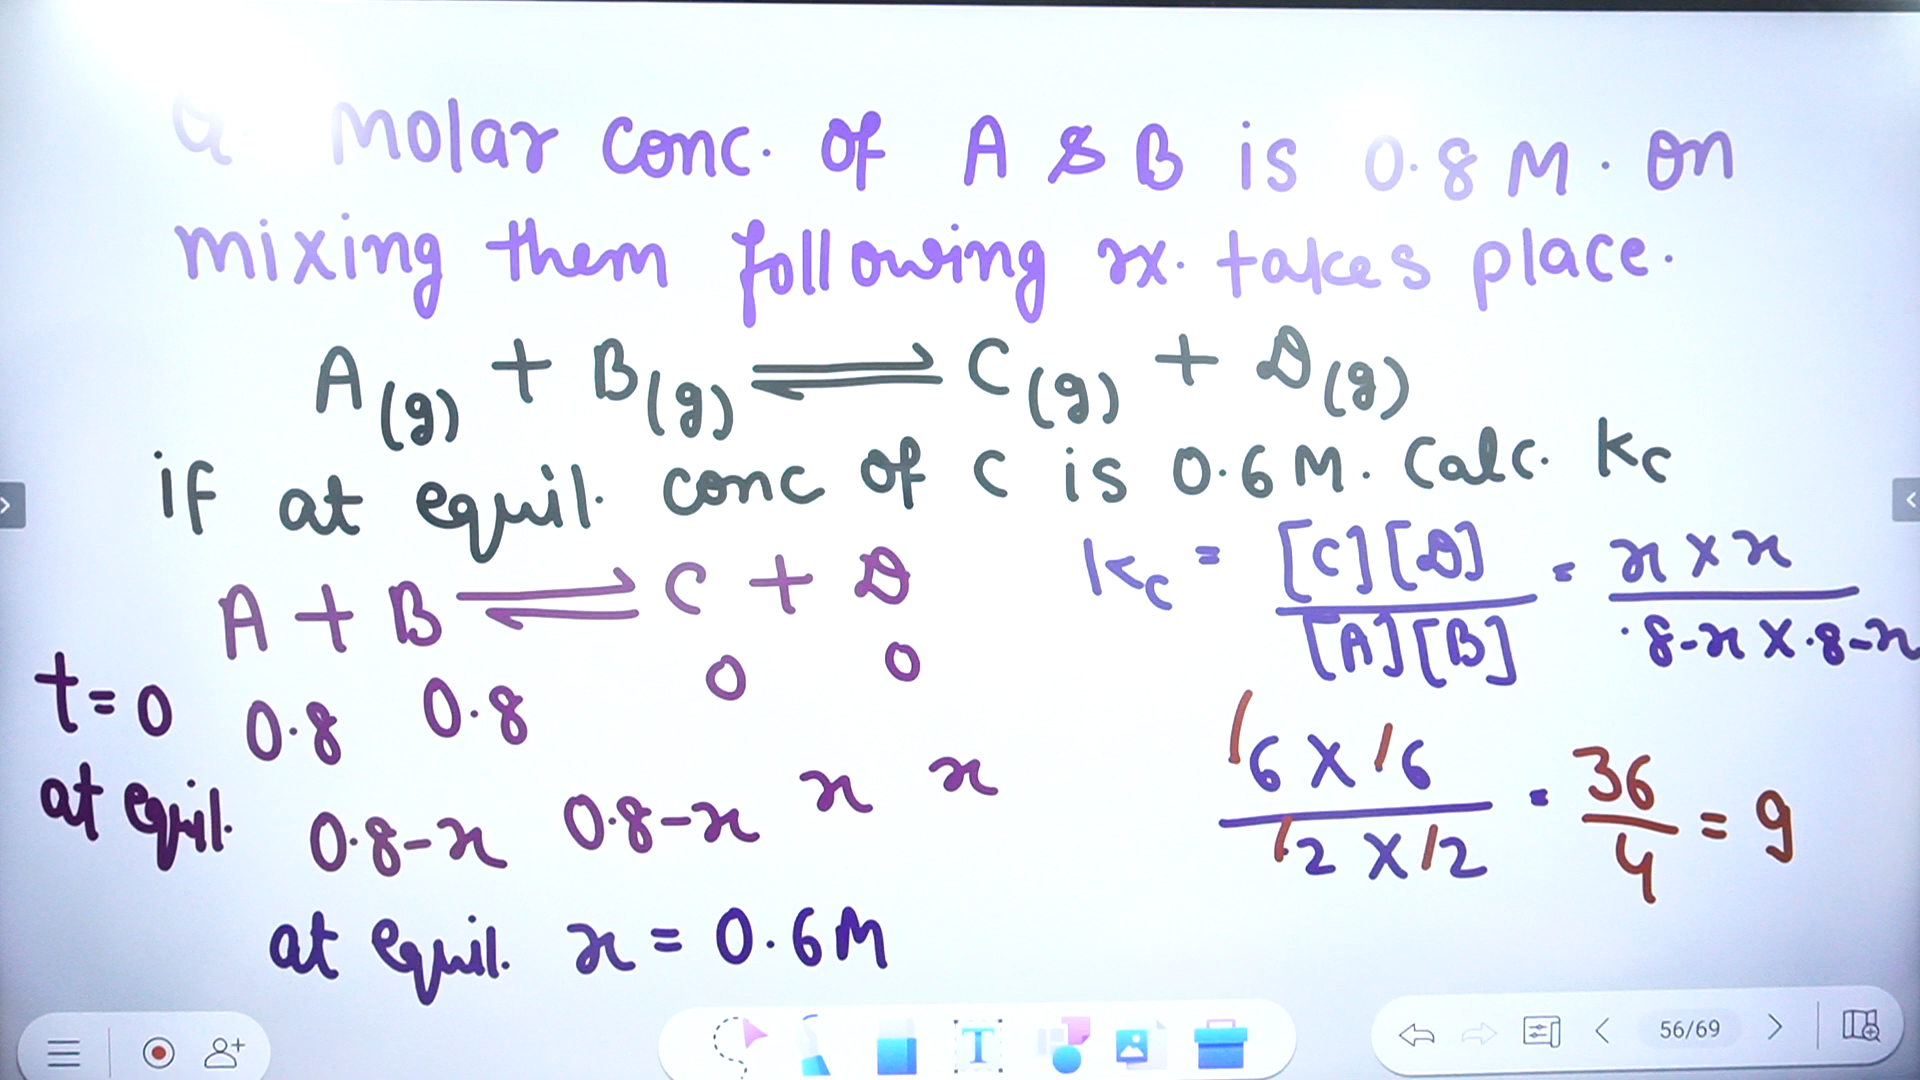 Q. Molar conc. of A & B is 0.8 M. on
mixing them following rx. takes place.
A(g) + B(g) ⇌ C(g) + D(g)
if at equil. conc of C is 0.6 M. Calc. Kc
A + B ⇌ C + D
t=0 0.8 0.8 0 0
at equil. 0.8-x 0.8-x x x
at equil. x = 0.6M
Kc = [C][D] / [A][B] = x × x / .8-x × .8-x
.6 × .6 / .2 × .2 = 36 / 4 = 9
T
56/69